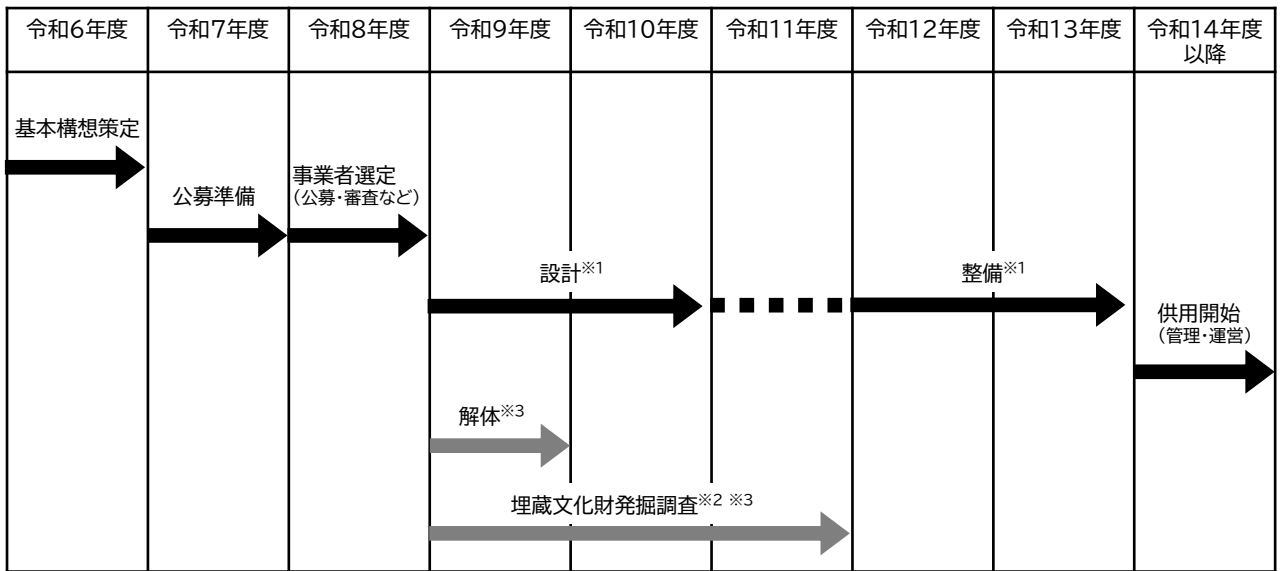 令和6年度
令和7年度
令和8年度
令和9年度
令和10年度
令和11年度
令和12年度
令和13年度
令和14年度
以降
基本構想策定
公募準備
事業者選定
（公募・審査など）
設計※1
整備※1
供用開始
（管理・運営）
解体※3
埋蔵文化財発掘調査※2 ※3